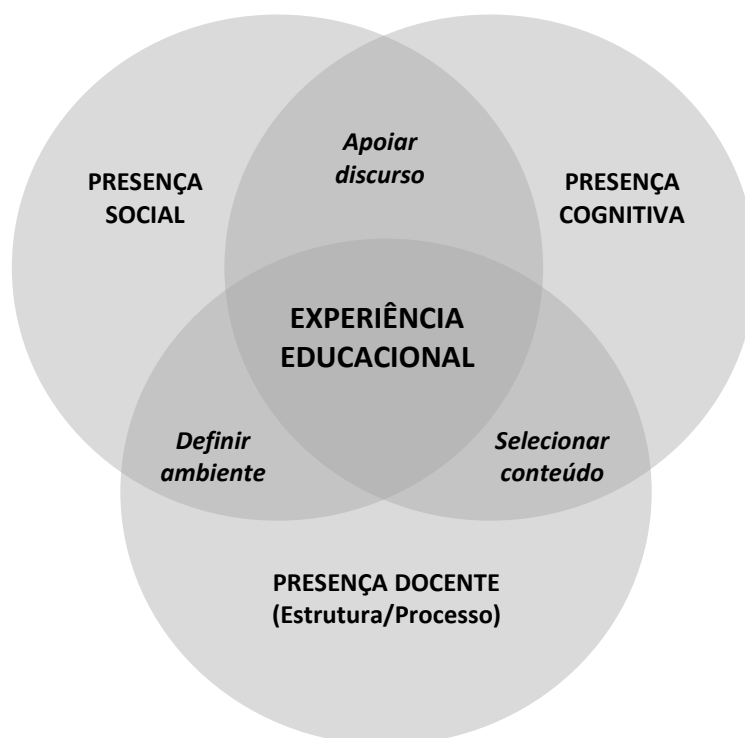 Apoiar
discurso
PRESENÇA
SOCIAL
PRESENÇA
COGNITIVA
EXPERIÊNCIA
EDUCACIONAL
Definir
ambiente
Selecionar
conteúdo
PRESENÇA DOCENTE
(Estrutura/Processo)